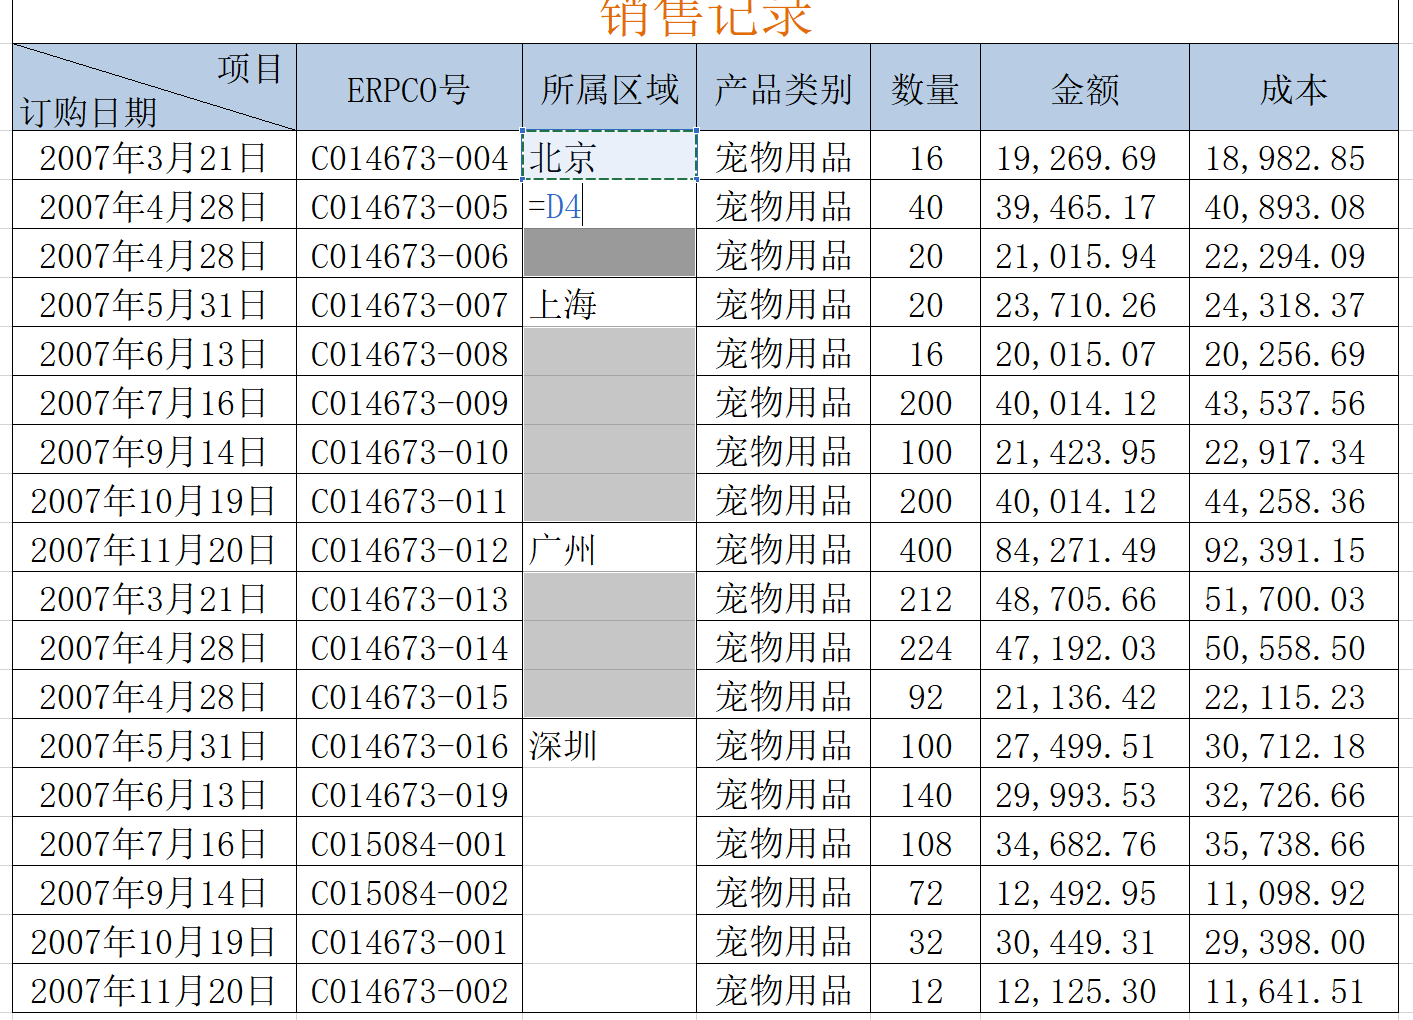 销售记录
项目
订购日期 ERPCO号 所属区域 产品类别 数量 金额 成本
2007年3月21日 C014673-004 北京 宠物用品 16 19,269.69 18,982.85
2007年4月28日 C014673-005 =D4 宠物用品 40 39,465.17 40,893.08
2007年4月28日 C014673-006 宠物用品 20 21,015.94 22,294.09
2007年5月31日 C014673-007 上海 宠物用品 20 23,710.26 24,318.37
2007年6月13日 C014673-008 宠物用品 16 20,015.07 20,256.69
2007年7月16日 C014673-009 宠物用品 200 40,014.12 43,537.56
2007年9月14日 C014673-010 宠物用品 100 21,423.95 22,917.34
2007年10月19日 C014673-011 宠物用品 200 40,014.12 44,258.36
2007年11月20日 C014673-012 广州 宠物用品 400 84,271.49 92,391.15
2007年3月21日 C014673-013 宠物用品 212 48,705.66 51,700.03
2007年4月28日 C014673-014 宠物用品 224 47,192.03 50,558.50
2007年4月28日 C014673-015 宠物用品 92 21,136.42 22,115.23
2007年5月31日 C014673-016 深圳 宠物用品 100 27,499.51 30,712.18
2007年6月13日 C014673-019 宠物用品 140 29,993.53 32,726.66
2007年7月16日 C015084-001 宠物用品 108 34,682.76 35,738.66
2007年9月14日 C015084-002 宠物用品 72 12,492.95 11,098.92
2007年10月19日 C014673-001 宠物用品 32 30,449.31 29,398.00
2007年11月20日 C014673-002 宠物用品 12 12,125.30 11,641.51